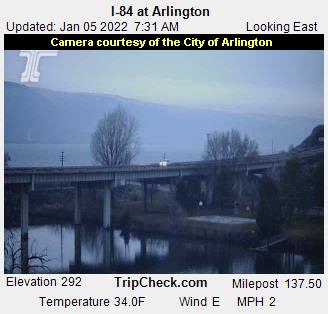 I-84 at Arlington
Updated: Jan 05 2022 7:31 AM Looking East
Camera courtesy of the City of Arlington
Elevation 292 TripCheck.com Milepost 137.50
Temperature 34.0F Wind E MPH 2